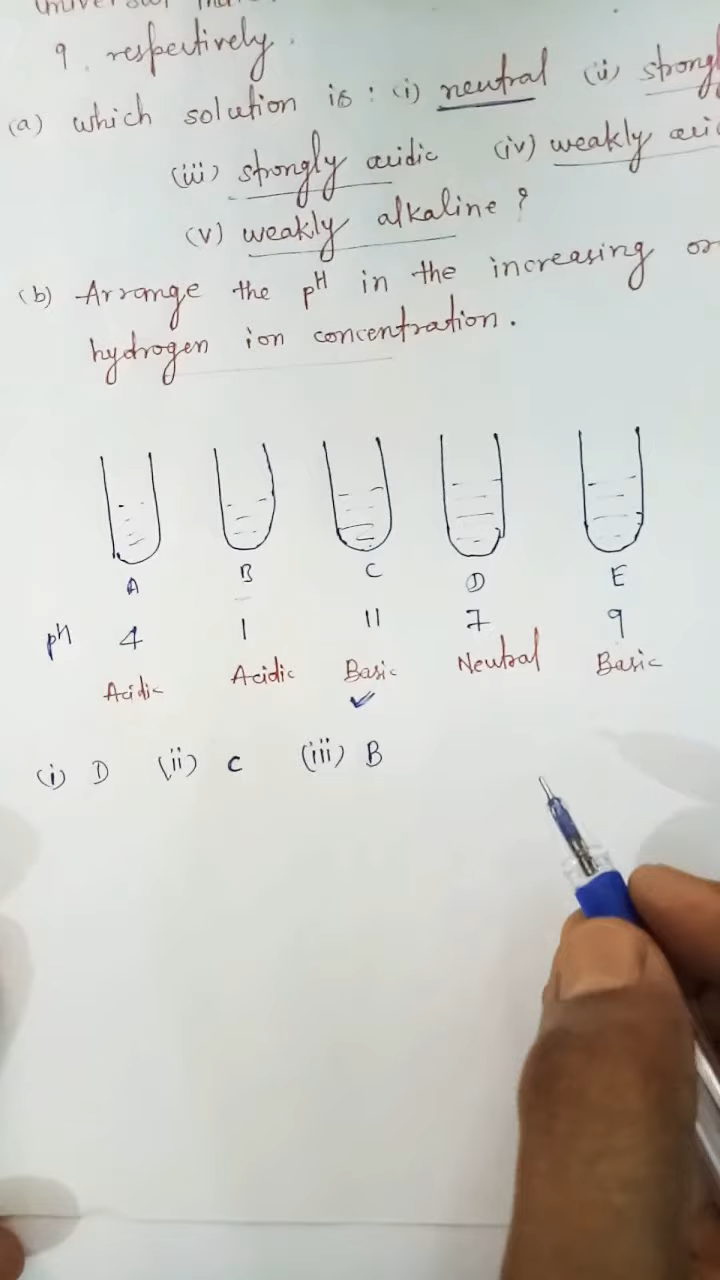 9. respectively.
(a) which solution is : (i) neutral (ii) strongl
(iii) strongly acidic (iv) weakly aci
(v) weakly alkaline ?
(b) Arrange the pH in the increasing or
hydrogen ion concentration.
A B C D E
pH 4 1 11 7 9
Acidic Acidic Basic Neutral Basic
(i) D (ii) C (iii) B